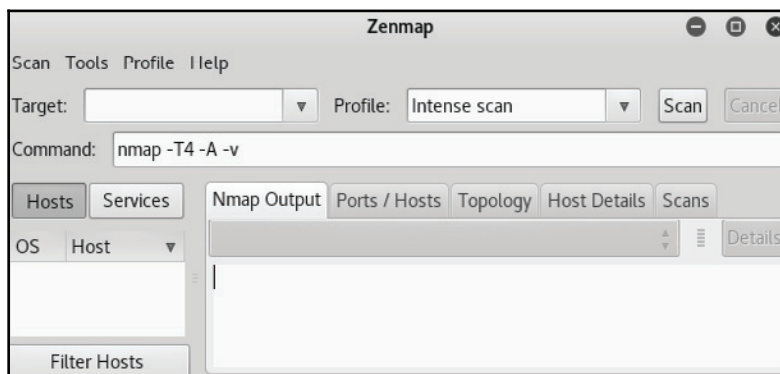 Zenmap
Scan Tools Profile Help
Target: Profile: Intense scan Scan Cancel
Command: nmap -T4 -A -v
Hosts Services Nmap Output Ports / Hosts Topology Host Details Scans
OS Host Details
Filter Hosts